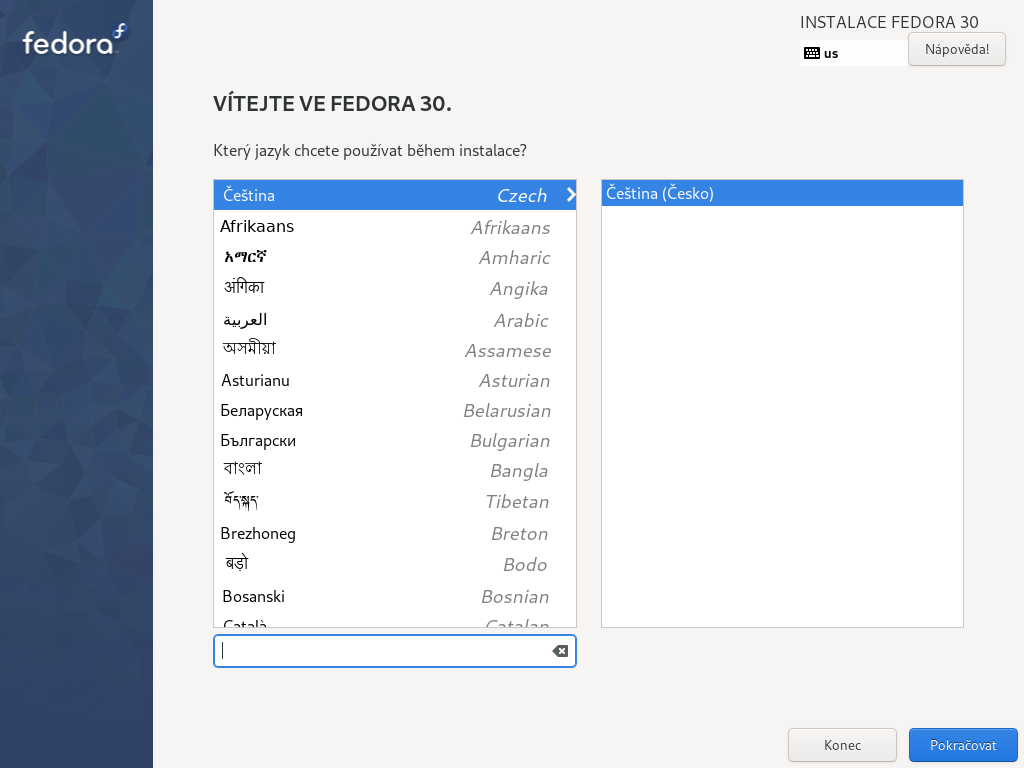 fedora
INSTALACE FEDORA 30
us
Nápověda!
VÍTEJTE VE FEDORA 30.
Který jazyk chcete používat během instalace?
Čeština Czech
Čeština (Česko)
Afrikaans Afrikaans
አማርኛ Amharic
अंगिका Angika
العربية Arabic
অসমীয়া Assamese
Asturianu Asturian
Беларуская Belarusian
Български Bulgarian
বাংলা Bangla
བོད་སྐད་ Tibetan
Brezhoneg Breton
बड़ो Bodo
Bosanski Bosnian
Català Catalan
Konec
Pokračovat